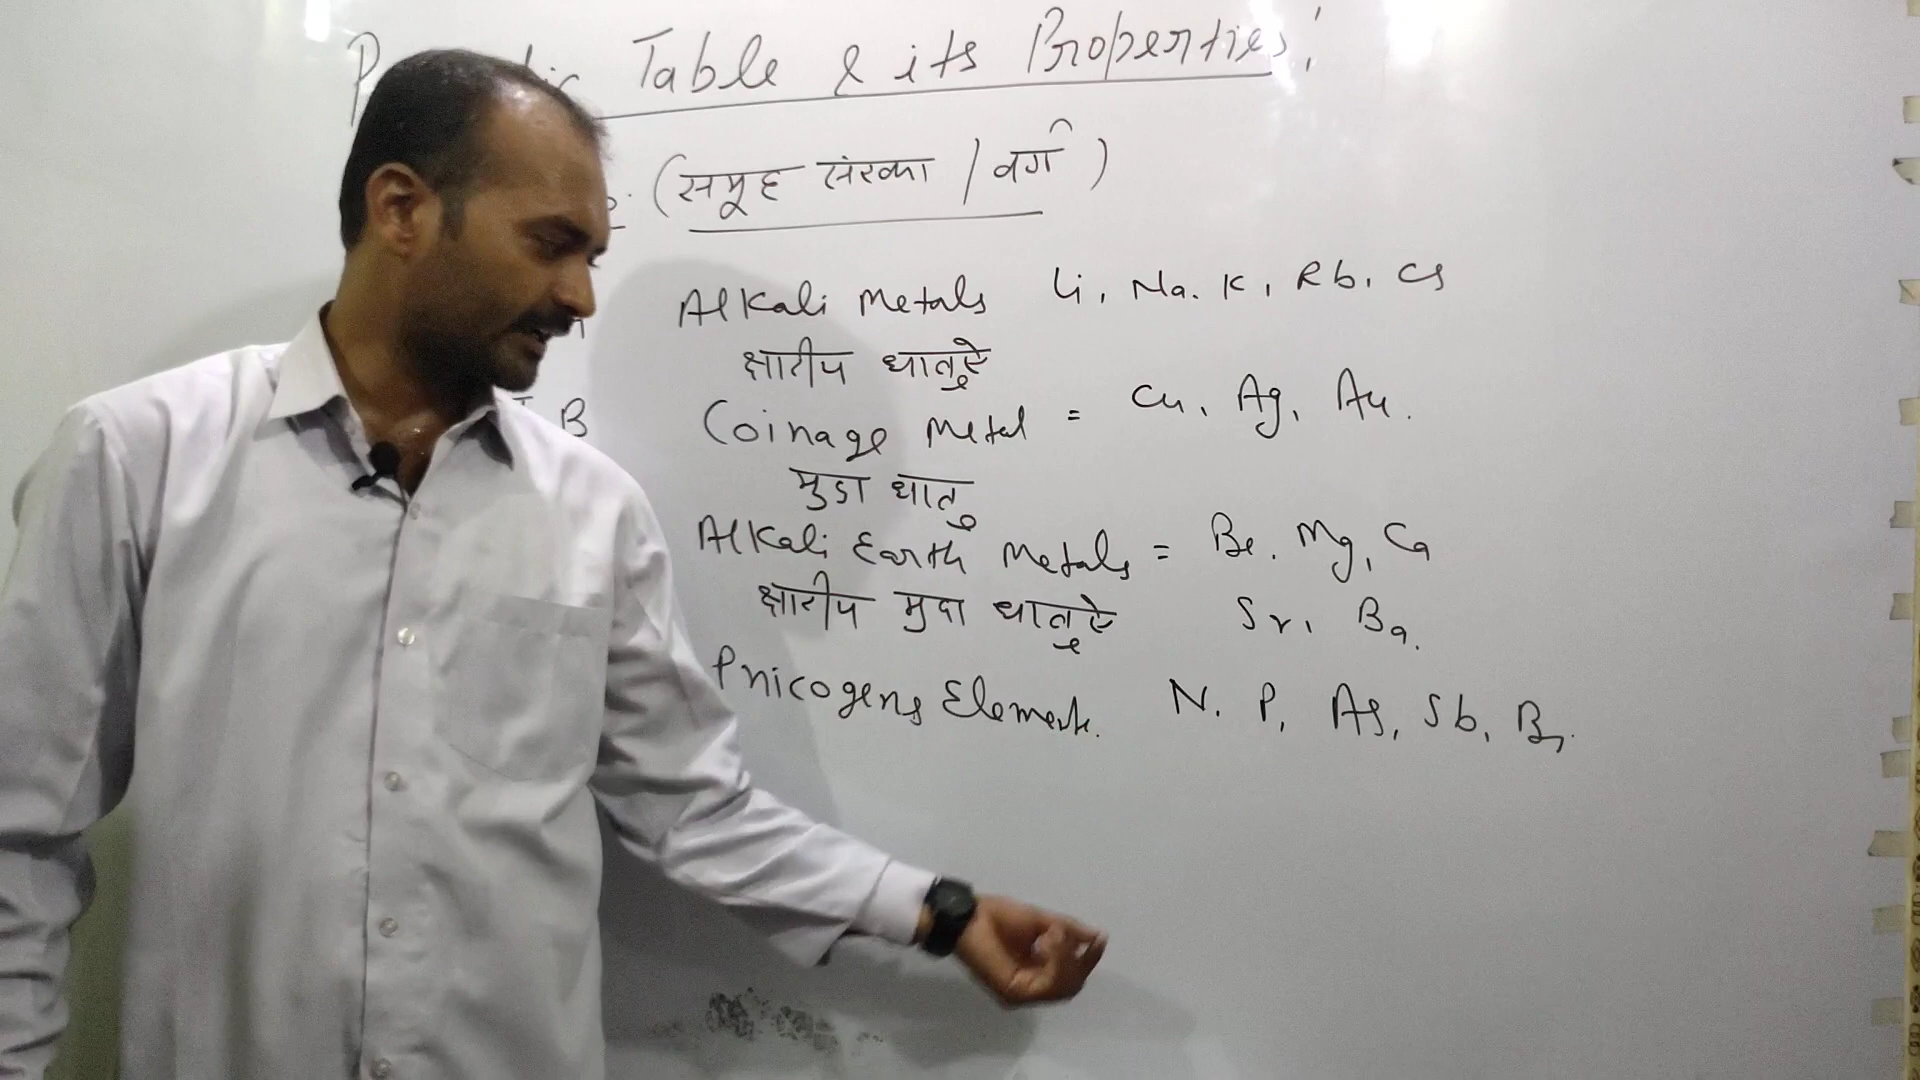 Table & its Properties!
(समूह संख्या / वर्ग)
Alkali Metals Li, Na. K, Rb, Cs
क्षारीय धातुऐ
B Coinage Metal = Cu, Ag, Au.
मुडा धातु
Alkali Earth Metals = Be. Mg, Ca
क्षारीय मुदा धातुऐ Sr, Ba.
Pnicogens Element. N. P, As, Sb, Bi.